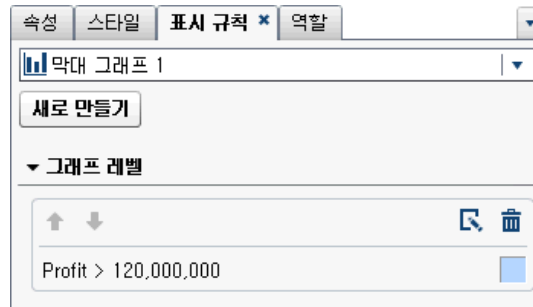 속성 스타일 표시 규칙 역할
막대 그래프 1
새로 만들기
그래프 레벨
Profit > 120,000,000